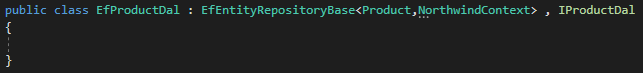 public class EfProductDal : EfEntityRepositoryBase<Product,NorthwindContext> , IProductDal
{
}